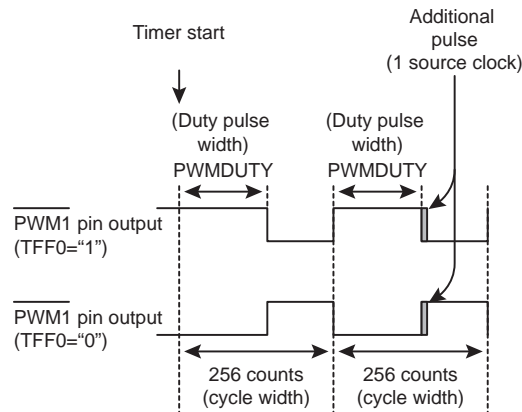 Additional
pulse
(1 source clock)
Timer start
(Duty pulse
width)
PWMDUTY
(Duty pulse
width)
PWMDUTY
PWM1 pin output
(TFF0=“1”)
PWM1 pin output
(TFF0=“0”)
256 counts
(cycle width)
256 counts
(cycle width)